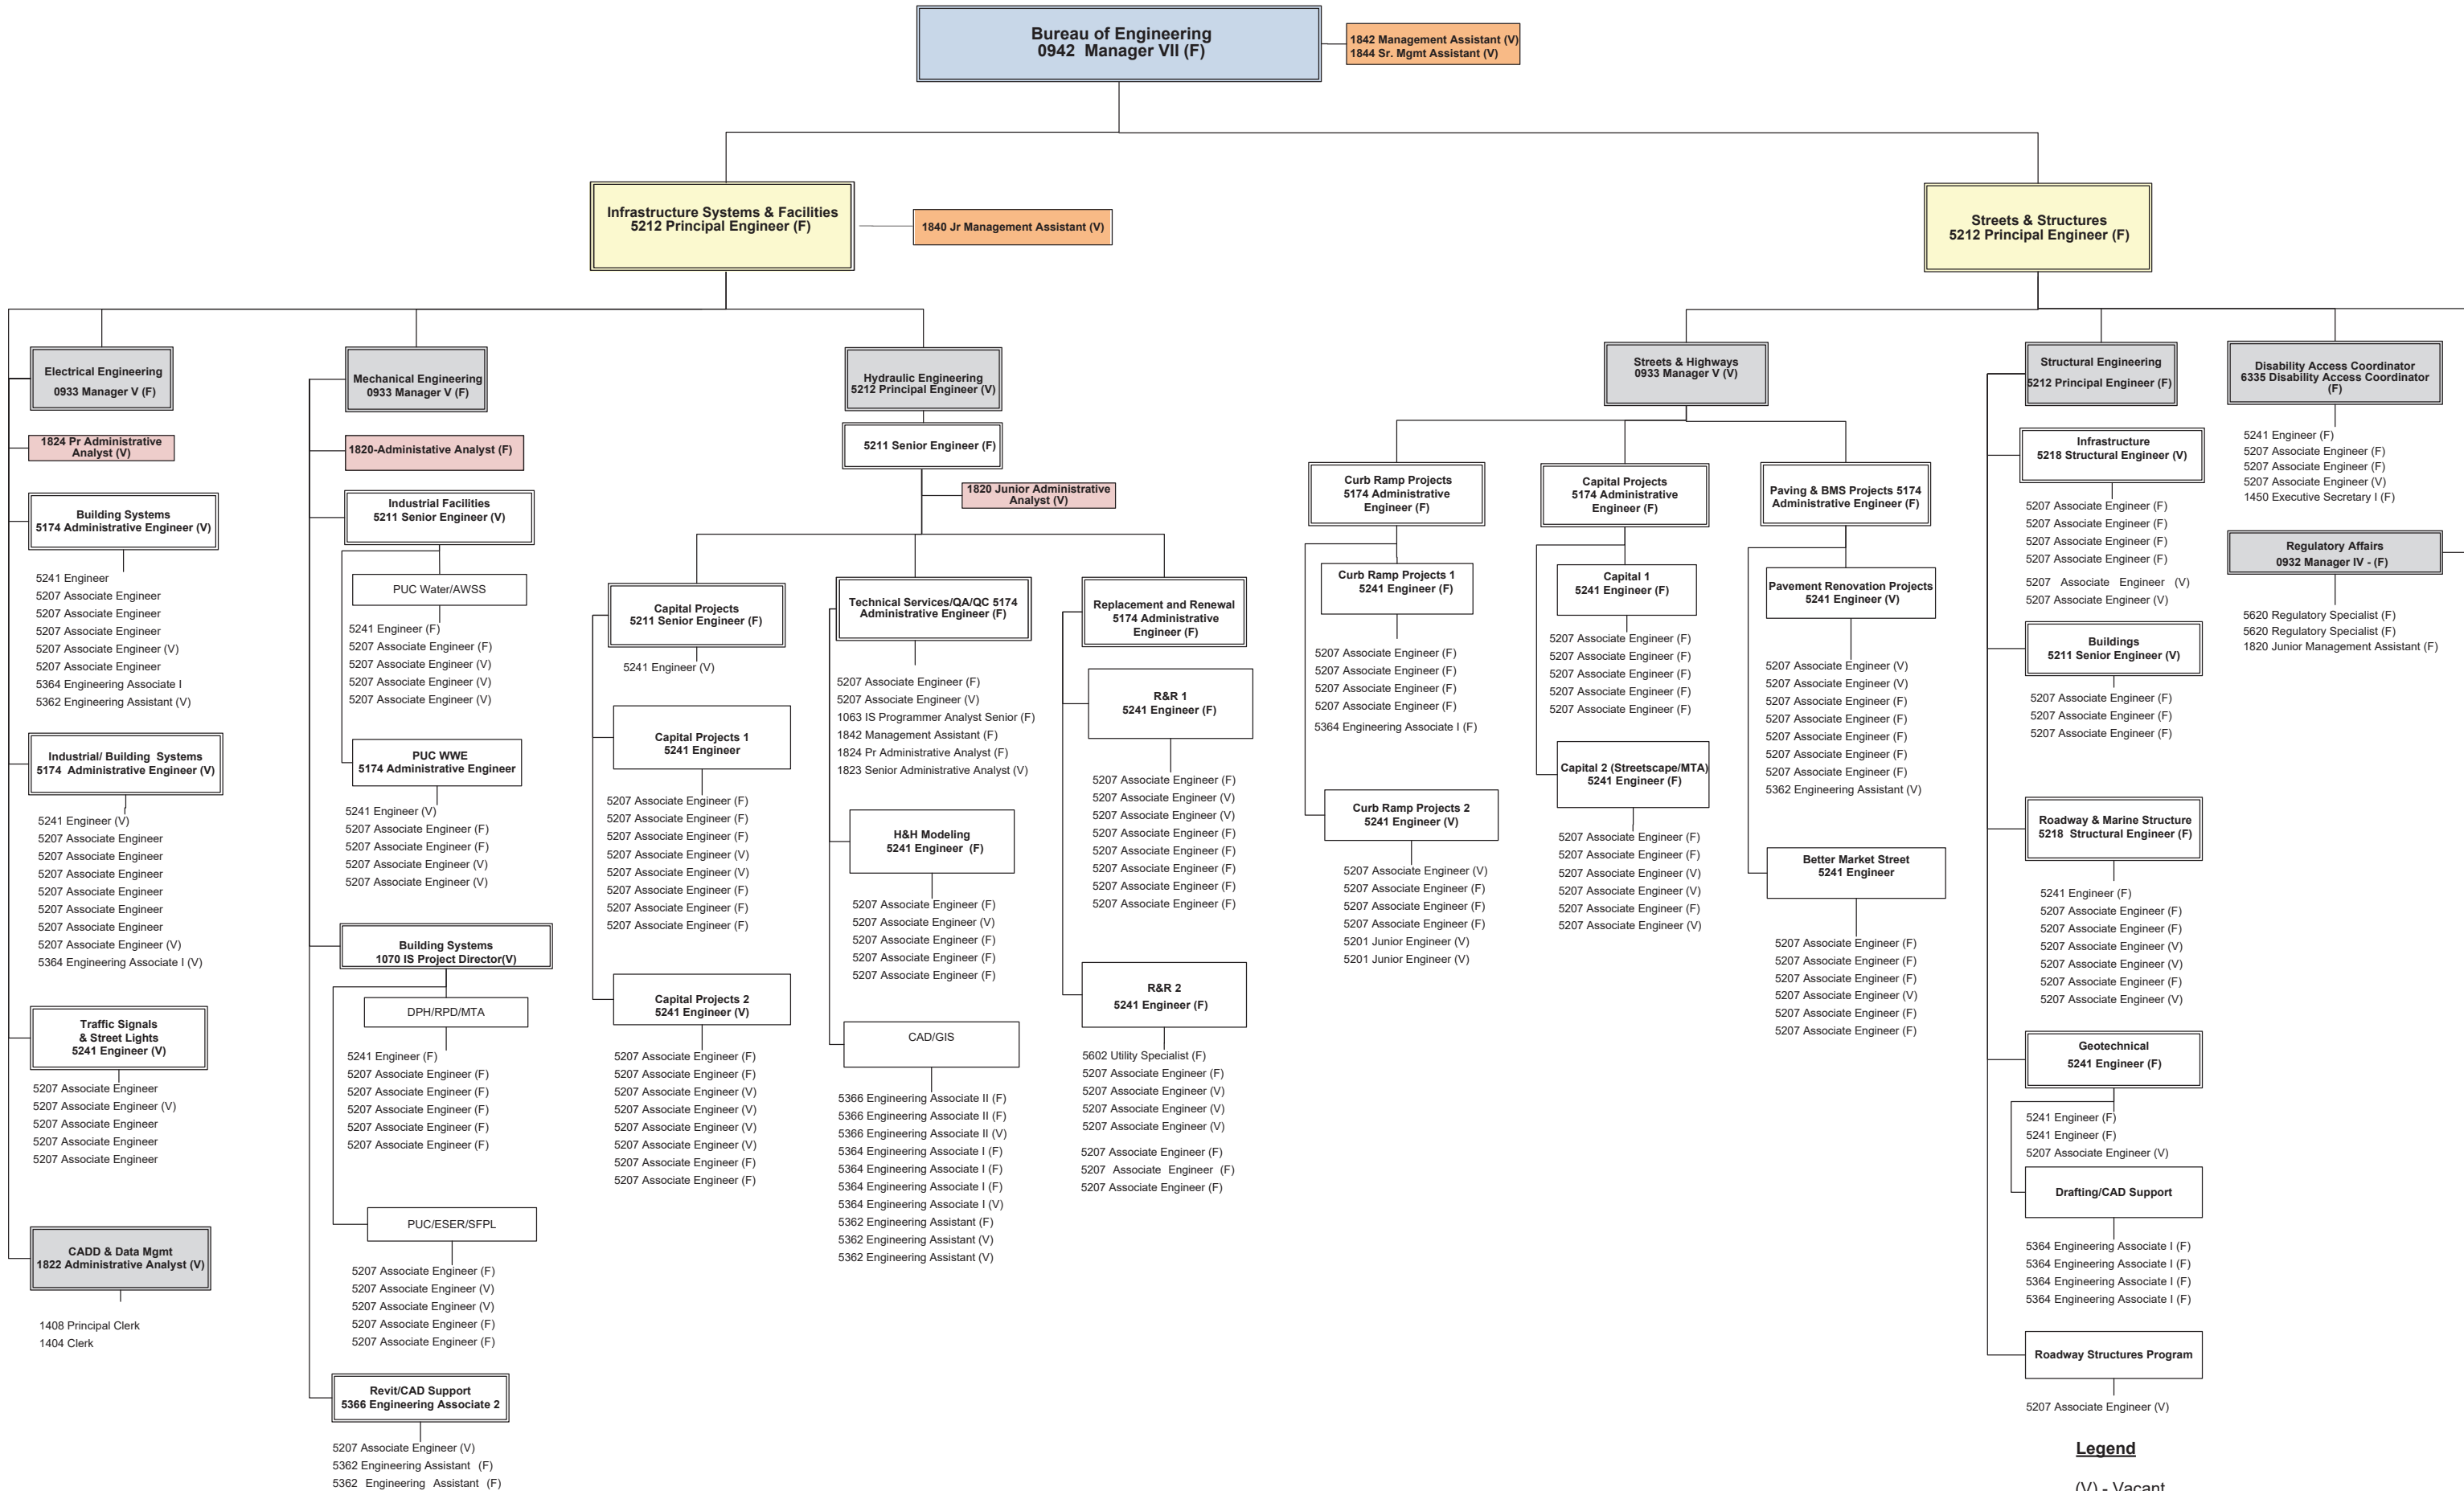 Bureau of Engineering
0942 Manager VII (F)
1842 Management Assistant (V)
1844 Sr. Mgmt Assistant (V)
Infrastructure Systems & Facilities
5212 Principal Engineer (F)
1840 Jr Management Assistant (V)
Streets & Structures
5212 Principal Engineer (F)
Electrical Engineering
0933 Manager V (F)
1824 Pr Administrative
Analyst (V)
Building Systems
5174 Administrative Engineer (V)
5241 Engineer
5207 Associate Engineer
5207 Associate Engineer
5207 Associate Engineer
5207 Associate Engineer (V)
5207 Associate Engineer
5364 Engineering Associate I
5362 Engineering Assistant (V)
Industrial/ Building Systems
5174 Administrative Engineer (V)
5241 Engineer (V)
5207 Associate Engineer
5207 Associate Engineer
5207 Associate Engineer
5207 Associate Engineer
5207 Associate Engineer
5207 Associate Engineer
5207 Associate Engineer (V)
5364 Engineering Associate I (V)
Traffic Signals
& Street Lights
5241 Engineer (V)
5207 Associate Engineer
5207 Associate Engineer (V)
5207 Associate Engineer
5207 Associate Engineer
5207 Associate Engineer
CADD & Data Mgmt
1822 Administrative Analyst (V)
1408 Principal Clerk
1404 Clerk
Mechanical Engineering
0933 Manager V (F)
1820-Administative Analyst (F)
Industrial Facilities
5211 Senior Engineer (V)
PUC Water/AWSS
5241 Engineer (F)
5207 Associate Engineer (F)
5207 Associate Engineer (V)
5207 Associate Engineer (V)
5207 Associate Engineer (V)
PUC WWE
5174 Administrative Engineer
5241 Engineer (V)
5207 Associate Engineer (F)
5207 Associate Engineer (F)
5207 Associate Engineer (V)
5207 Associate Engineer (V)
Building Systems
1070 IS Project Director(V)
DPH/RPD/MTA
5241 Engineer (F)
5207 Associate Engineer (F)
5207 Associate Engineer (F)
5207 Associate Engineer (F)
5207 Associate Engineer (F)
5207 Associate Engineer (F)
PUC/ESER/SFPL
5207 Associate Engineer (F)
5207 Associate Engineer (V)
5207 Associate Engineer (V)
5207 Associate Engineer (F)
5207 Associate Engineer (F)
Revit/CAD Support
5366 Engineering Associate 2
5207 Associate Engineer (V)
5362 Engineering Assistant (F)
5362 Engineering Assistant (F)
Hydraulic Engineering
5212 Principal Engineer (V)
5211 Senior Engineer (F)
1820 Junior Administrative
Analyst (V)
Capital Projects
5211 Senior Engineer (F)
5241 Engineer (V)
Capital Projects 1
5241 Engineer
5207 Associate Engineer (F)
5207 Associate Engineer (F)
5207 Associate Engineer (F)
5207 Associate Engineer (V)
5207 Associate Engineer (V)
5207 Associate Engineer (F)
5207 Associate Engineer (F)
5207 Associate Engineer (F)
Capital Projects 2
5241 Engineer (V)
5207 Associate Engineer (F)
5207 Associate Engineer (F)
5207 Associate Engineer (V)
5207 Associate Engineer (V)
5207 Associate Engineer (V)
5207 Associate Engineer (V)
5207 Associate Engineer (F)
5207 Associate Engineer (F)
Technical Services/QA/QC 5174
Administrative Engineer (F)
5207 Associate Engineer (F)
5207 Associate Engineer (V)
1063 IS Programmer Analyst Senior (F)
1842 Management Assistant (F)
1824 Pr Administrative Analyst (F)
1823 Senior Administrative Analyst (V)
H&H Modeling
5241 Engineer (F)
5207 Associate Engineer (F)
5207 Associate Engineer (V)
5207 Associate Engineer (F)
5207 Associate Engineer (F)
5207 Associate Engineer (F)
CAD/GIS
5366 Engineering Associate II (F)
5366 Engineering Associate II (F)
5366 Engineering Associate II (V)
5364 Engineering Associate I (F)
5364 Engineering Associate I (F)
5364 Engineering Associate I (F)
5364 Engineering Associate I (V)
5362 Engineering Assistant (F)
5362 Engineering Assistant (V)
5362 Engineering Assistant (V)
Replacement and Renewal
5174 Administrative
Engineer (F)
R&R 1
5241 Engineer (F)
5207 Associate Engineer (F)
5207 Associate Engineer (V)
5207 Associate Engineer (V)
5207 Associate Engineer (F)
5207 Associate Engineer (F)
5207 Associate Engineer (F)
5207 Associate Engineer (F)
5207 Associate Engineer (F)
R&R 2
5241 Engineer (F)
5602 Utility Specialist (F)
5207 Associate Engineer (F)
5207 Associate Engineer (V)
5207 Associate Engineer (V)
5207 Associate Engineer (V)
5207 Associate Engineer (F)
5207 Associate Engineer (F)
5207 Associate Engineer (F)
Streets & Highways
0933 Manager V (V)
Curb Ramp Projects
5174 Administrative
Engineer (F)
Curb Ramp Projects 1
5241 Engineer (F)
5207 Associate Engineer (F)
5207 Associate Engineer (F)
5207 Associate Engineer (F)
5207 Associate Engineer (F)
5364 Engineering Associate I (F)
Curb Ramp Projects 2
5241 Engineer (V)
5207 Associate Engineer (V)
5207 Associate Engineer (F)
5207 Associate Engineer (F)
5207 Associate Engineer (F)
5201 Junior Engineer (V)
5201 Junior Engineer (V)
Capital Projects
5174 Administrative
Engineer (F)
Capital 1
5241 Engineer (F)
5207 Associate Engineer (F)
5207 Associate Engineer (F)
5207 Associate Engineer (F)
5207 Associate Engineer (F)
5207 Associate Engineer (F)
Capital 2 (Streetscape/MTA)
5241 Engineer (F)
5207 Associate Engineer (F)
5207 Associate Engineer (F)
5207 Associate Engineer (V)
5207 Associate Engineer (V)
5207 Associate Engineer (F)
5207 Associate Engineer (V)
Paving & BMS Projects 5174
Administrative Engineer (F)
Pavement Renovation Projects
5241 Engineer (V)
5207 Associate Engineer (V)
5207 Associate Engineer (V)
5207 Associate Engineer (F)
5207 Associate Engineer (F)
5207 Associate Engineer (F)
5207 Associate Engineer (F)
5207 Associate Engineer (F)
5362 Engineering Assistant (V)
Better Market Street
5241 Engineer
5207 Associate Engineer (F)
5207 Associate Engineer (F)
5207 Associate Engineer (F)
5207 Associate Engineer (V)
5207 Associate Engineer (F)
5207 Associate Engineer (F)
Structural Engineering
5212 Principal Engineer (F)
Infrastructure
5218 Structural Engineer (V)
5207 Associate Engineer (F)
5207 Associate Engineer (F)
5207 Associate Engineer (F)
5207 Associate Engineer (F)
5207 Associate Engineer (V)
5207 Associate Engineer (V)
Buildings
5211 Senior Engineer (V)
5207 Associate Engineer (F)
5207 Associate Engineer (F)
5207 Associate Engineer (F)
Roadway & Marine Structure
5218 Structural Engineer (F)
5241 Engineer (F)
5207 Associate Engineer (F)
5207 Associate Engineer (F)
5207 Associate Engineer (V)
5207 Associate Engineer (V)
5207 Associate Engineer (F)
5207 Associate Engineer (V)
Geotechnical
5241 Engineer (F)
5241 Engineer (F)
5241 Engineer (F)
5207 Associate Engineer (V)
Drafting/CAD Support
5364 Engineering Associate I (F)
5364 Engineering Associate I (F)
5364 Engineering Associate I (F)
5364 Engineering Associate I (F)
Roadway Structures Program
5207 Associate Engineer (V)
Disability Access Coordinator
6335 Disability Access Coordinator
(F)
5241 Engineer (F)
5207 Associate Engineer (F)
5207 Associate Engineer (F)
5207 Associate Engineer (V)
1450 Executive Secretary I (F)
Regulatory Affairs
0932 Manager IV - (F)
5620 Regulatory Specialist (F)
5620 Regulatory Specialist (F)
1820 Junior Management Assistant (F)
Legend
(V) - Vacant